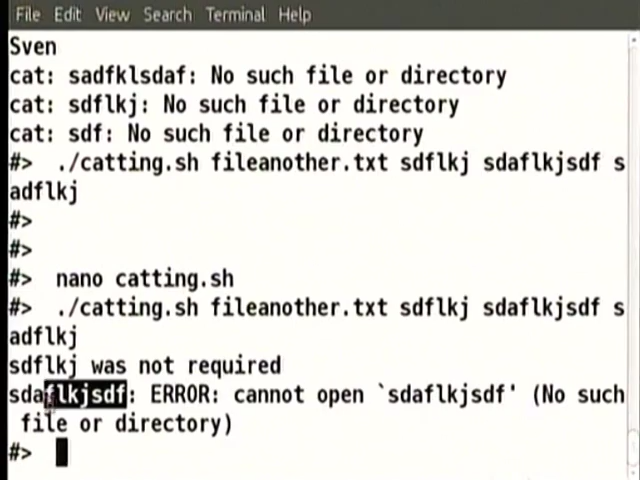 File Edit View Search Terminal Help
Sven
cat: sadfklsdaf: No such file or directory
cat: sdflkj: No such file or directory
cat: sdf: No such file or directory
#>  ./catting.sh fileanother.txt sdflkj sdaflkjsdf s
adflkj
#>
#>
#>  nano catting.sh
#>  ./catting.sh fileanother.txt sdflkj sdaflkjsdf s
adflkj
sdflkj was not required
sdaflkjsdf: ERROR: cannot open `sdaflkjsdf' (No such
 file or directory)
#>